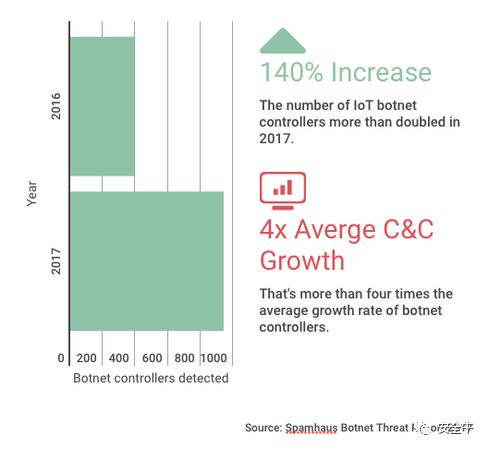 2016
2017
Year
0 200 400 600 800 1000
Botnet controllers detected
140% Increase
The number of IoT botnet
controllers more than doubled in
2017.
4x Averge C&C
Growth
That's more than four times the
average growth rate of botnet
controllers.
Source: Spamhaus Botnet Threat
安全牛